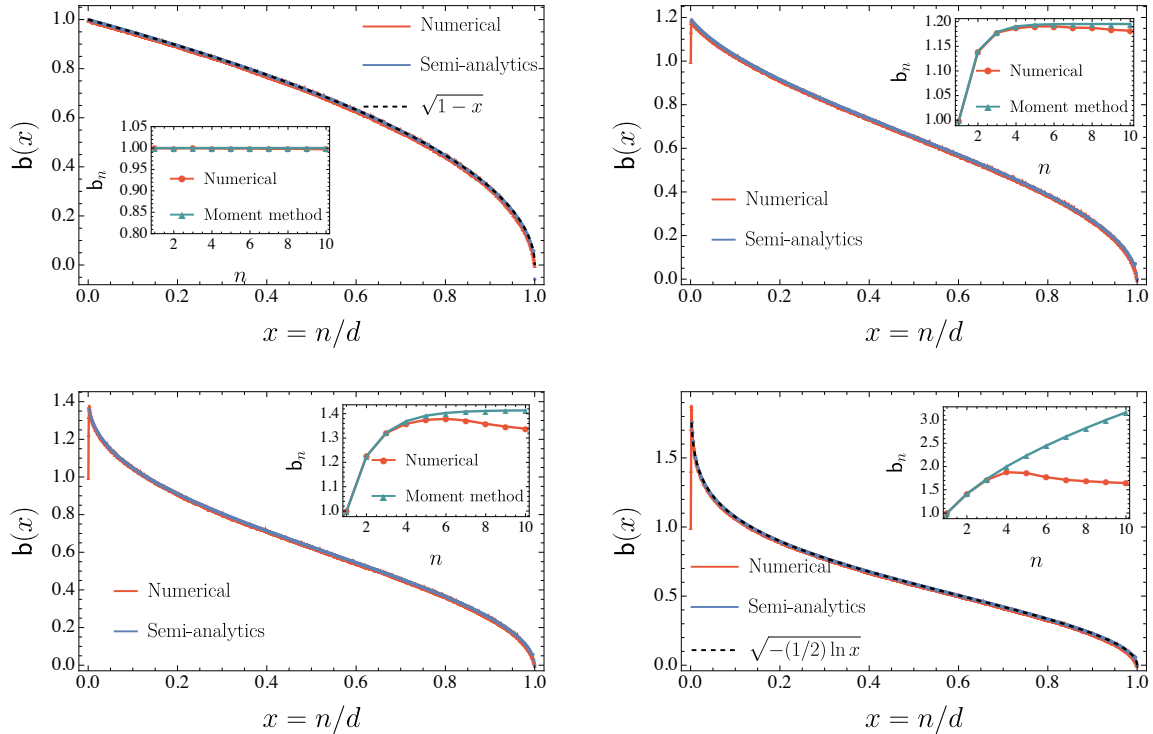 1.0
0.8
0.6
0.4
0.2
0.0
b(x)
Numerical
Semi-analytics
√1 − x
1.05
1.00
0.95
0.90
0.85
0.80
b_n
Numerical
Moment method
2 4 6 8 10
n
0.0 0.2 0.4 0.6 0.8 1.0
x = n/d
1.2
1.0
0.8
0.6
0.4
0.2
0.0
b(x)
1.20
1.15
1.10
1.05
1.00
b_n
Numerical
Moment method
2 4 6 8 10
n
Numerical
Semi-analytics
0.0 0.2 0.4 0.6 0.8 1.0
x = n/d
1.4
1.2
1.0
0.8
0.6
0.4
0.2
0.0
b(x)
1.4
1.3
1.2
1.1
1.0
b_n
Numerical
Moment method
2 4 6 8 10
n
Numerical
Semi-analytics
0.0 0.2 0.4 0.6 0.8 1.0
x = n/d
1.5
1.0
0.5
0.0
b(x)
3.0
2.5
2.0
1.5
1.0
b_n
2 4 6 8 10
n
Numerical
Semi-analytics
√−(1/2) ln x
0.0 0.2 0.4 0.6 0.8 1.0
x = n/d